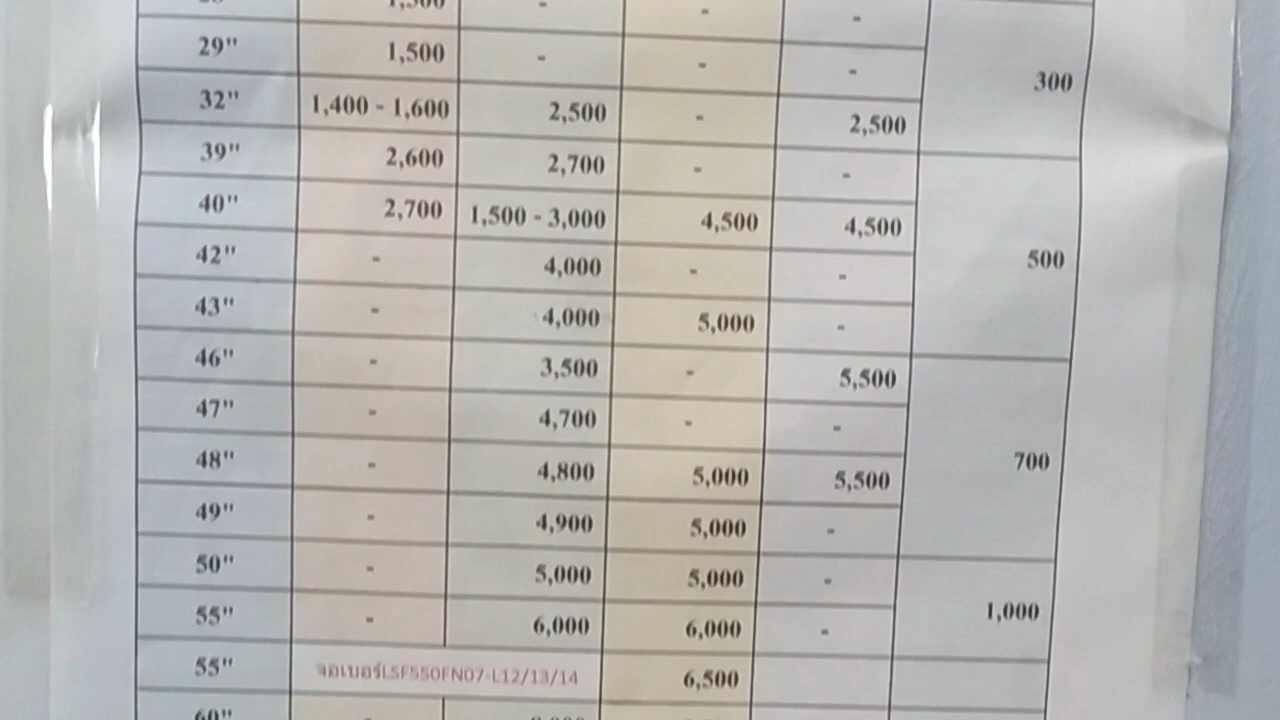 1,500 - - -
29" 1,500 - - - 300
32" 1,400 - 1,600 2,500 - 2,500
39" 2,600 2,700 - -
40" 2,700 1,500 - 3,000 4,500 4,500
42" - 4,000 - - 500
43" - 4,000 5,000 -
46" - 3,500 - 5,500
47" - 4,700 - -
48" - 4,800 5,000 5,500 700
49" - 4,900 5,000 -
50" - 5,000 5,000 -
55" - 6,000 6,000 - 1,000
55" จอเบอร์LSF550FN07-L12/13/14 6,500
60" -